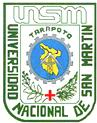 UNSM
TARAPOTO
UNIVERSIDAD
NACIONAL DE
SAN MARTIN